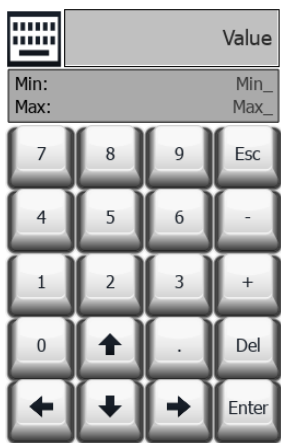 Value
Min: Min_
Max: Max_
7 8 9 Esc
4 5 6 -
1 2 3 +
0 . Del
Enter